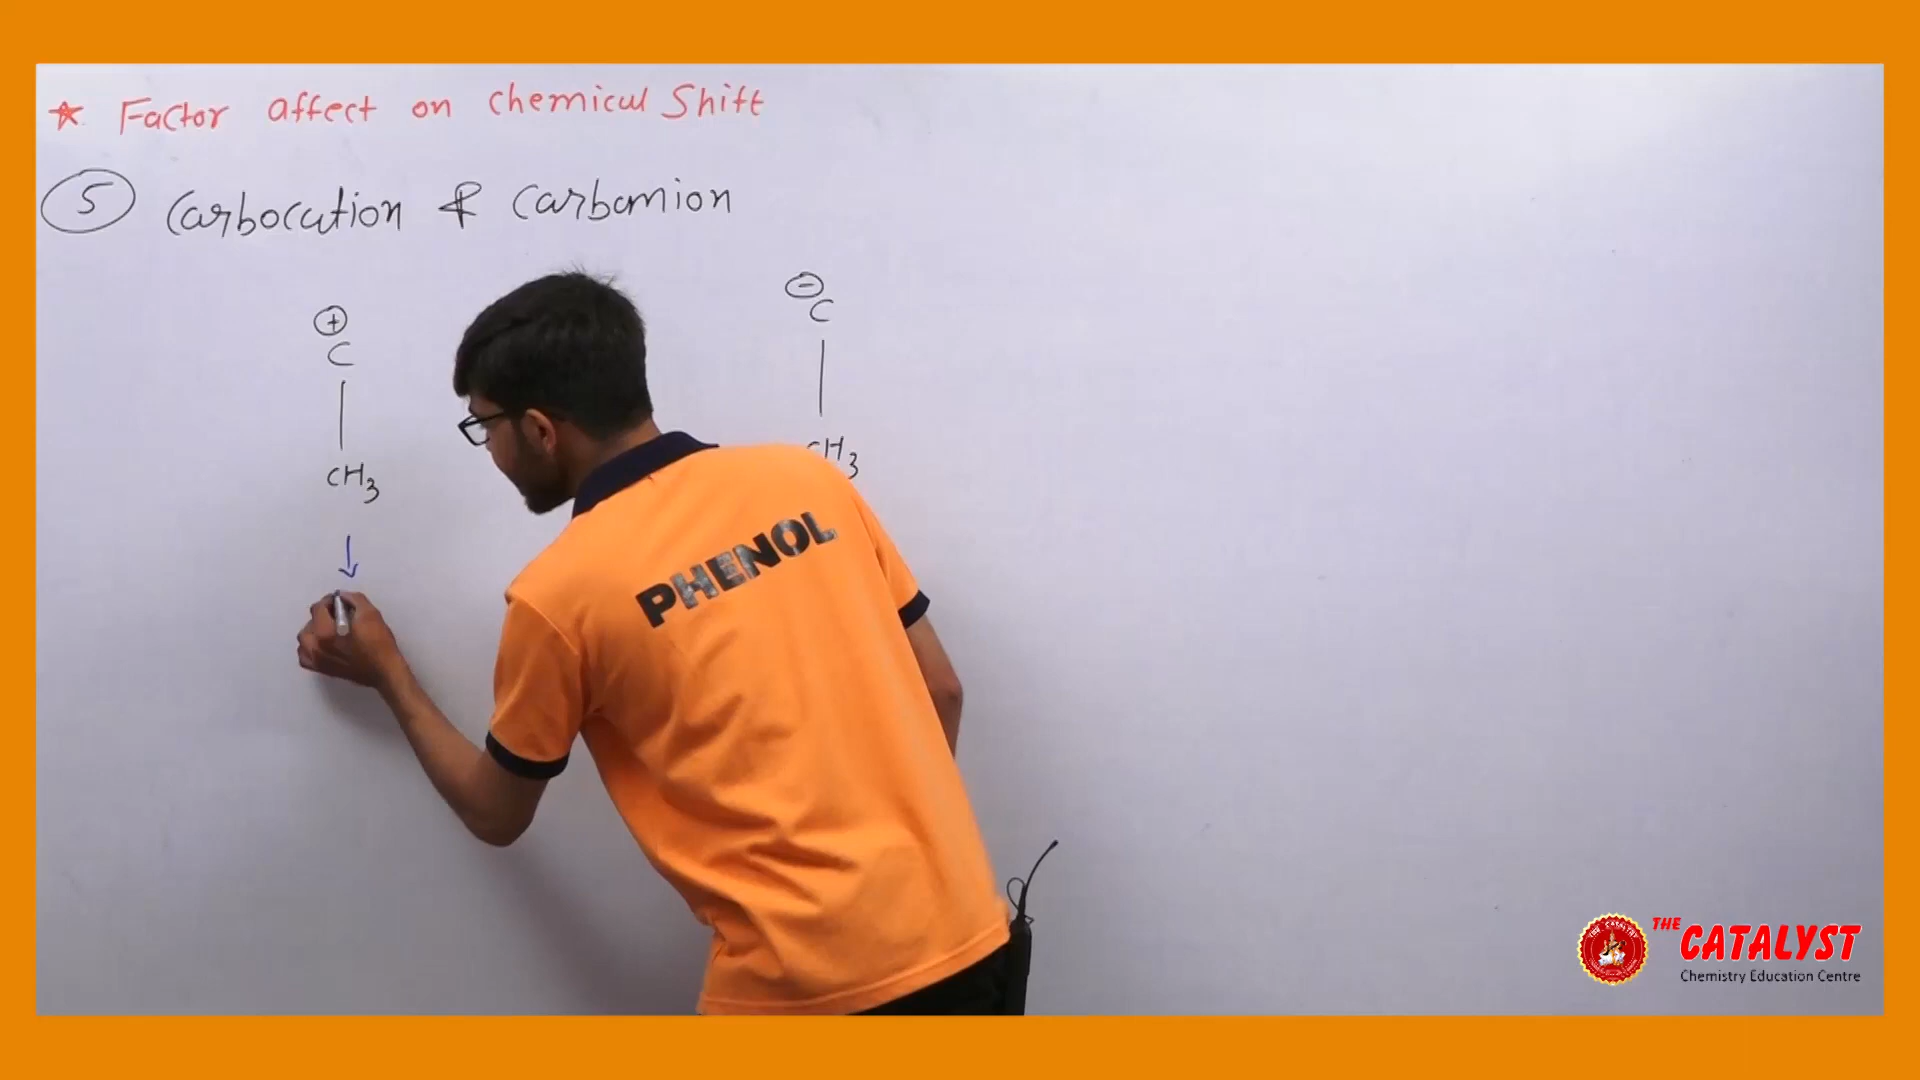 * Factor affect on chemical Shift
5 Carbocation & Carbanion
+
C
CH3
-
C
CH3
PHENOL
THE CATALYST
Chemistry Education Centre